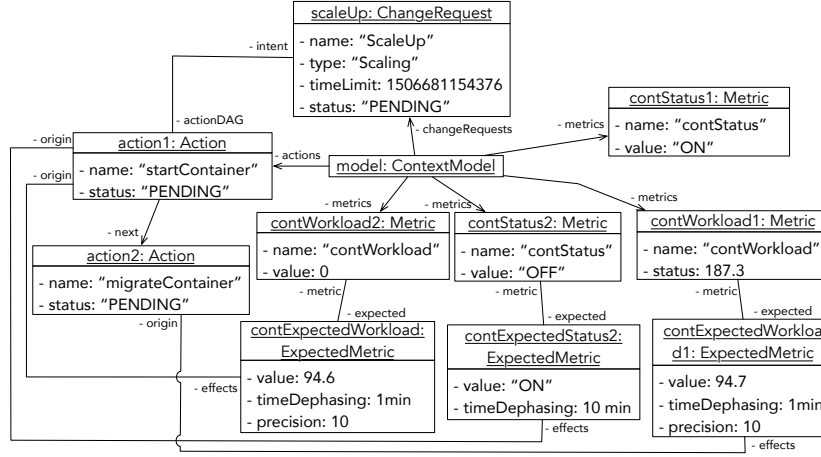 scaleUp: ChangeRequest
- name: “ScaleUp”
- type: “Scaling”
- timeLimit: 1506681154376
- status: “PENDING”
- intent
- actionDAG
- changeRequests
contStatus1: Metric
- name: “contStatus”
- value: “ON”
- metrics
- origin
action1: Action
- name: “startContainer”
- status: “PENDING”
- origin
- actions
model: ContextModel
- metrics
- metrics
- metrics
- next
action2: Action
- name: “migrateContainer”
- status: “PENDING”
- origin
contWorkload2: Metric
- name: “contWorkload”
- value: 0
contStatus2: Metric
- name: “contStatus”
- value: “OFF”
contWorkload1: Metric
- name: “contWorkload”
- status: 187.3
- metric
- expected
- metric
- expected
- metric
- expected
contExpectedWorkload:
ExpectedMetric
- value: 94.6
- timeDephasing: 1min
- precision: 10
- effects
contExpectedStatus2:
ExpectedMetric
- value: “ON”
- timeDephasing: 10 min
- effects
contExpectedWorkloa
d1: ExpectedMetric
- value: 94.7
- timeDephasing: 1min
- precision: 10
- effects